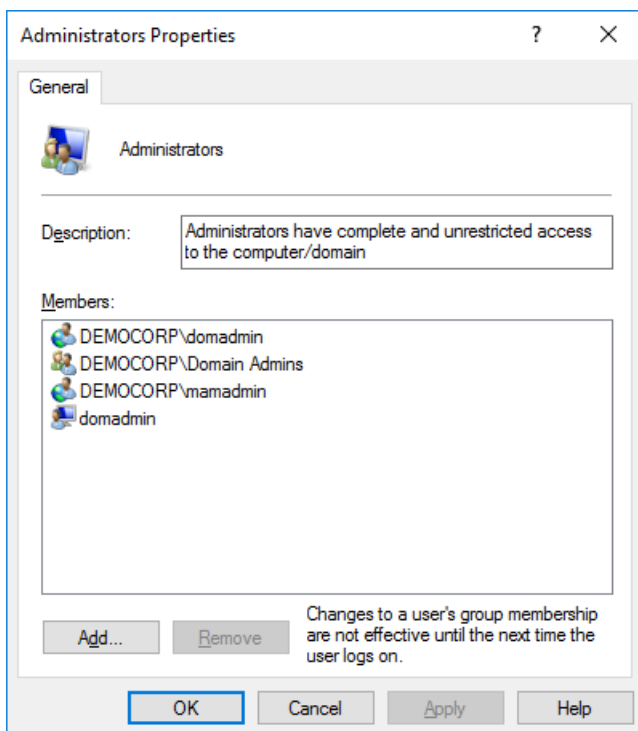 Administrators Properties
?
General
Administrators
Description:
Administrators have complete and unrestricted access
to the computer/domain
Members:
DEMOCORP\domadmin
DEMOCORP\Domain Admins
DEMOCORP\mamadmin
domadmin
Add...
Remove
Changes to a user's group membership
are not effective until the next time the
user logs on.
OK
Cancel
Apply
Help